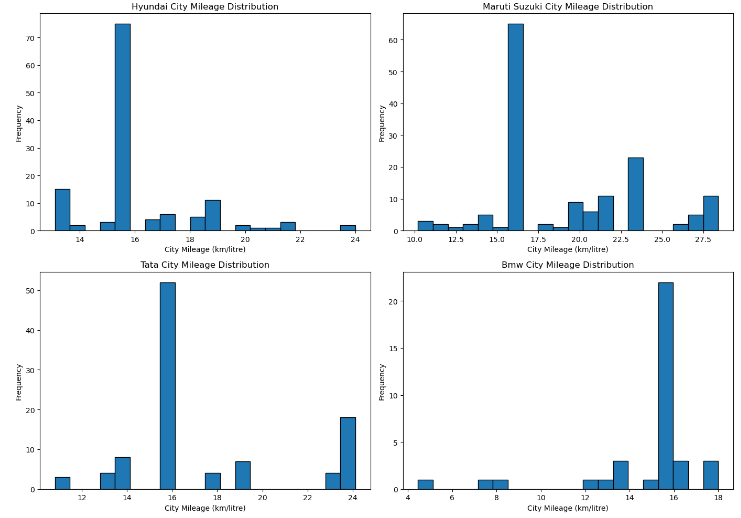 Hyundai City Mileage Distribution
Frequency
70
60
50
40
30
20
10
0
14 16 18 20 22 24
City Mileage (km/litre)
Maruti Suzuki City Mileage Distribution
Frequency
60
50
40
30
20
10
0
10.0 12.5 15.0 17.5 20.0 22.5 25.0 27.5
City Mileage (km/litre)
Tata City Mileage Distribution
Frequency
50
40
30
20
10
0
12 14 16 18 20 22 24
City Mileage (km/litre)
Bmw City Mileage Distribution
Frequency
20
15
10
5
0
4 6 8 10 12 14 16 18
City Mileage (km/litre)